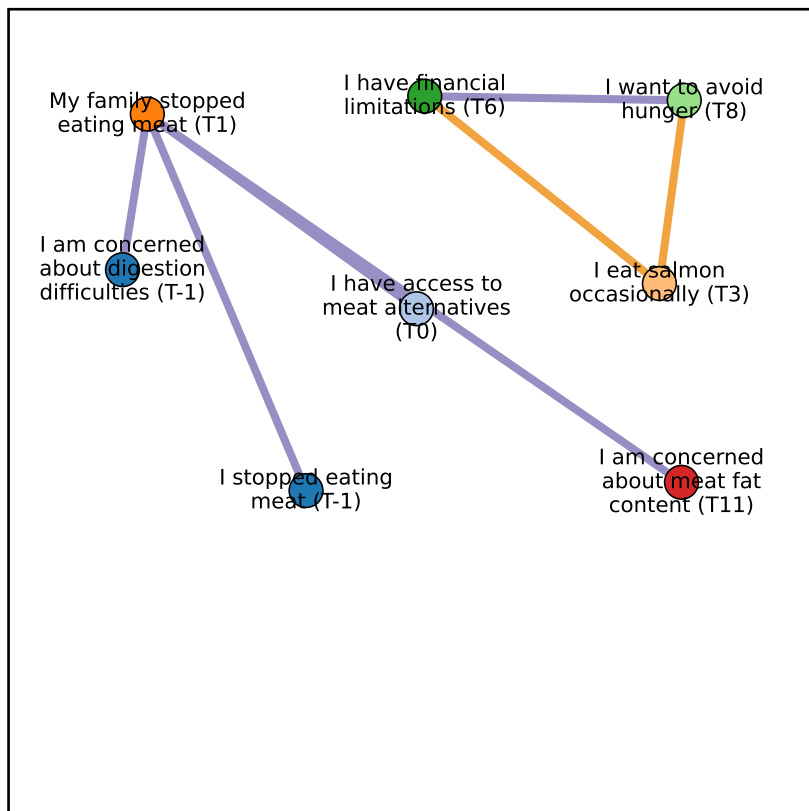 I have financial
limitations (T6)
I want to avoid
hunger (T8)
My family stopped
eating meat (T1)
I am concerned
about digestion
difficulties (T-1)
I eat salmon
occasionally (T3)
I have access to
meat alternatives
(T0)
I am concerned
about meat fat
content (T11)
I stopped eating
meat (T-1)